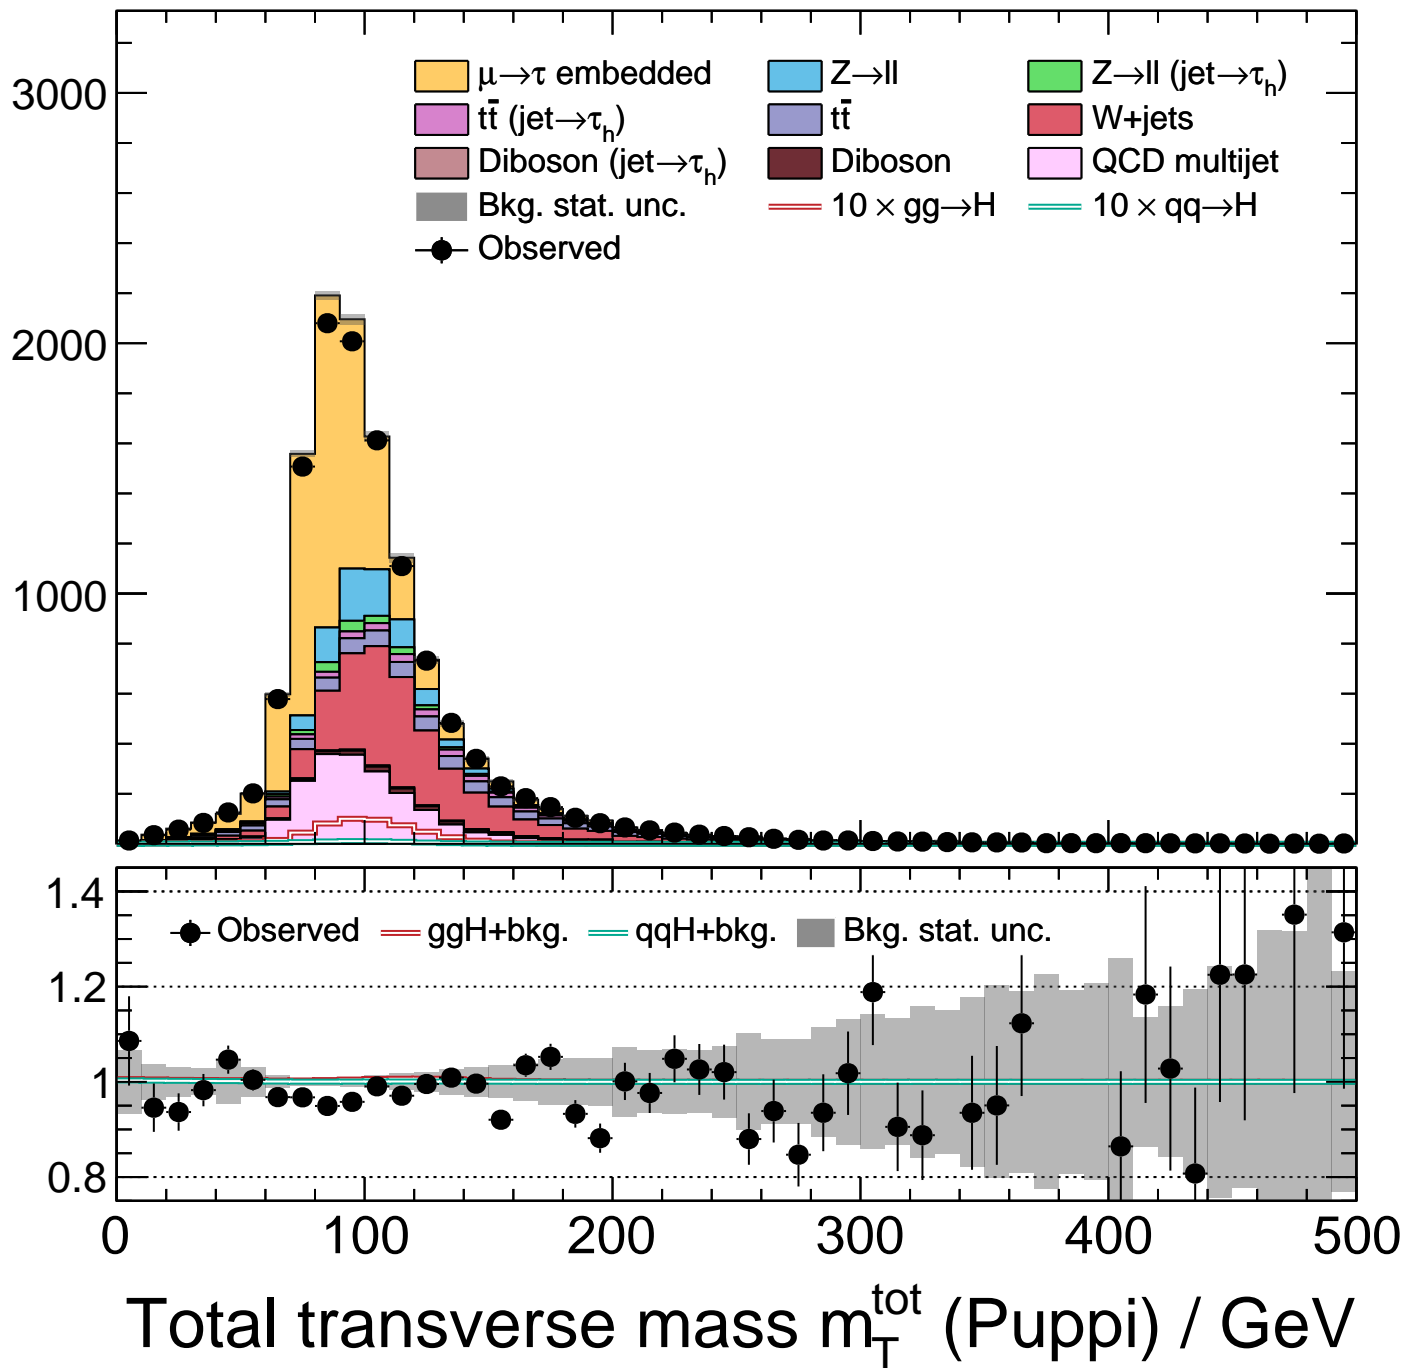 3000
2000
1000
μ→τ embedded Z→ll Z→ll (jet→τh)
tt̄ (jet→τh) tt̄ W+jets
Diboson (jet→τh) Diboson QCD multijet
Bkg. stat. unc. 10 × gg→H 10 × qq→H
Observed
1.4
1.2
1
0.8
Observed ggH+bkg. qqH+bkg. Bkg. stat. unc.
0 100 200 300 400 500
Total transverse mass m_T^tot (Puppi) / GeV